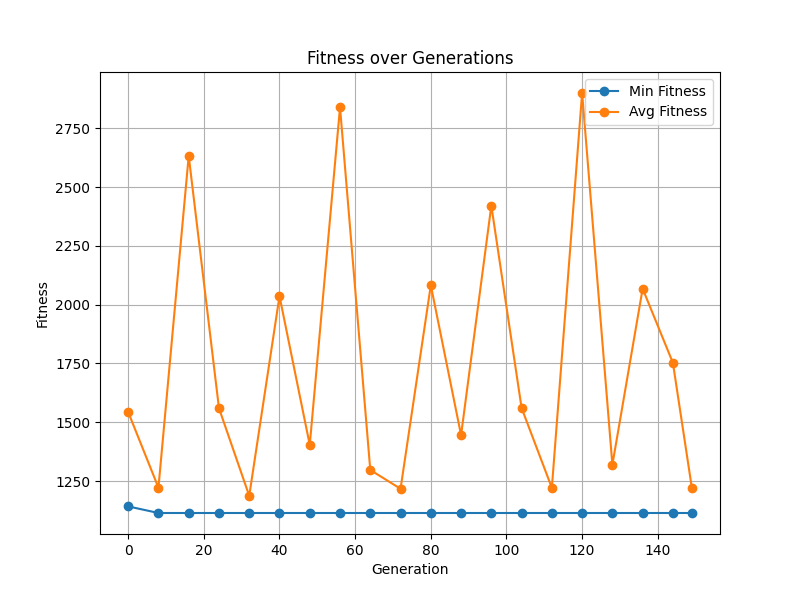 Fitness over Generations
Min Fitness
Avg Fitness
Fitness
2750
2500
2250
2000
1750
1500
1250
0 20 40 60 80 100 120 140
Generation